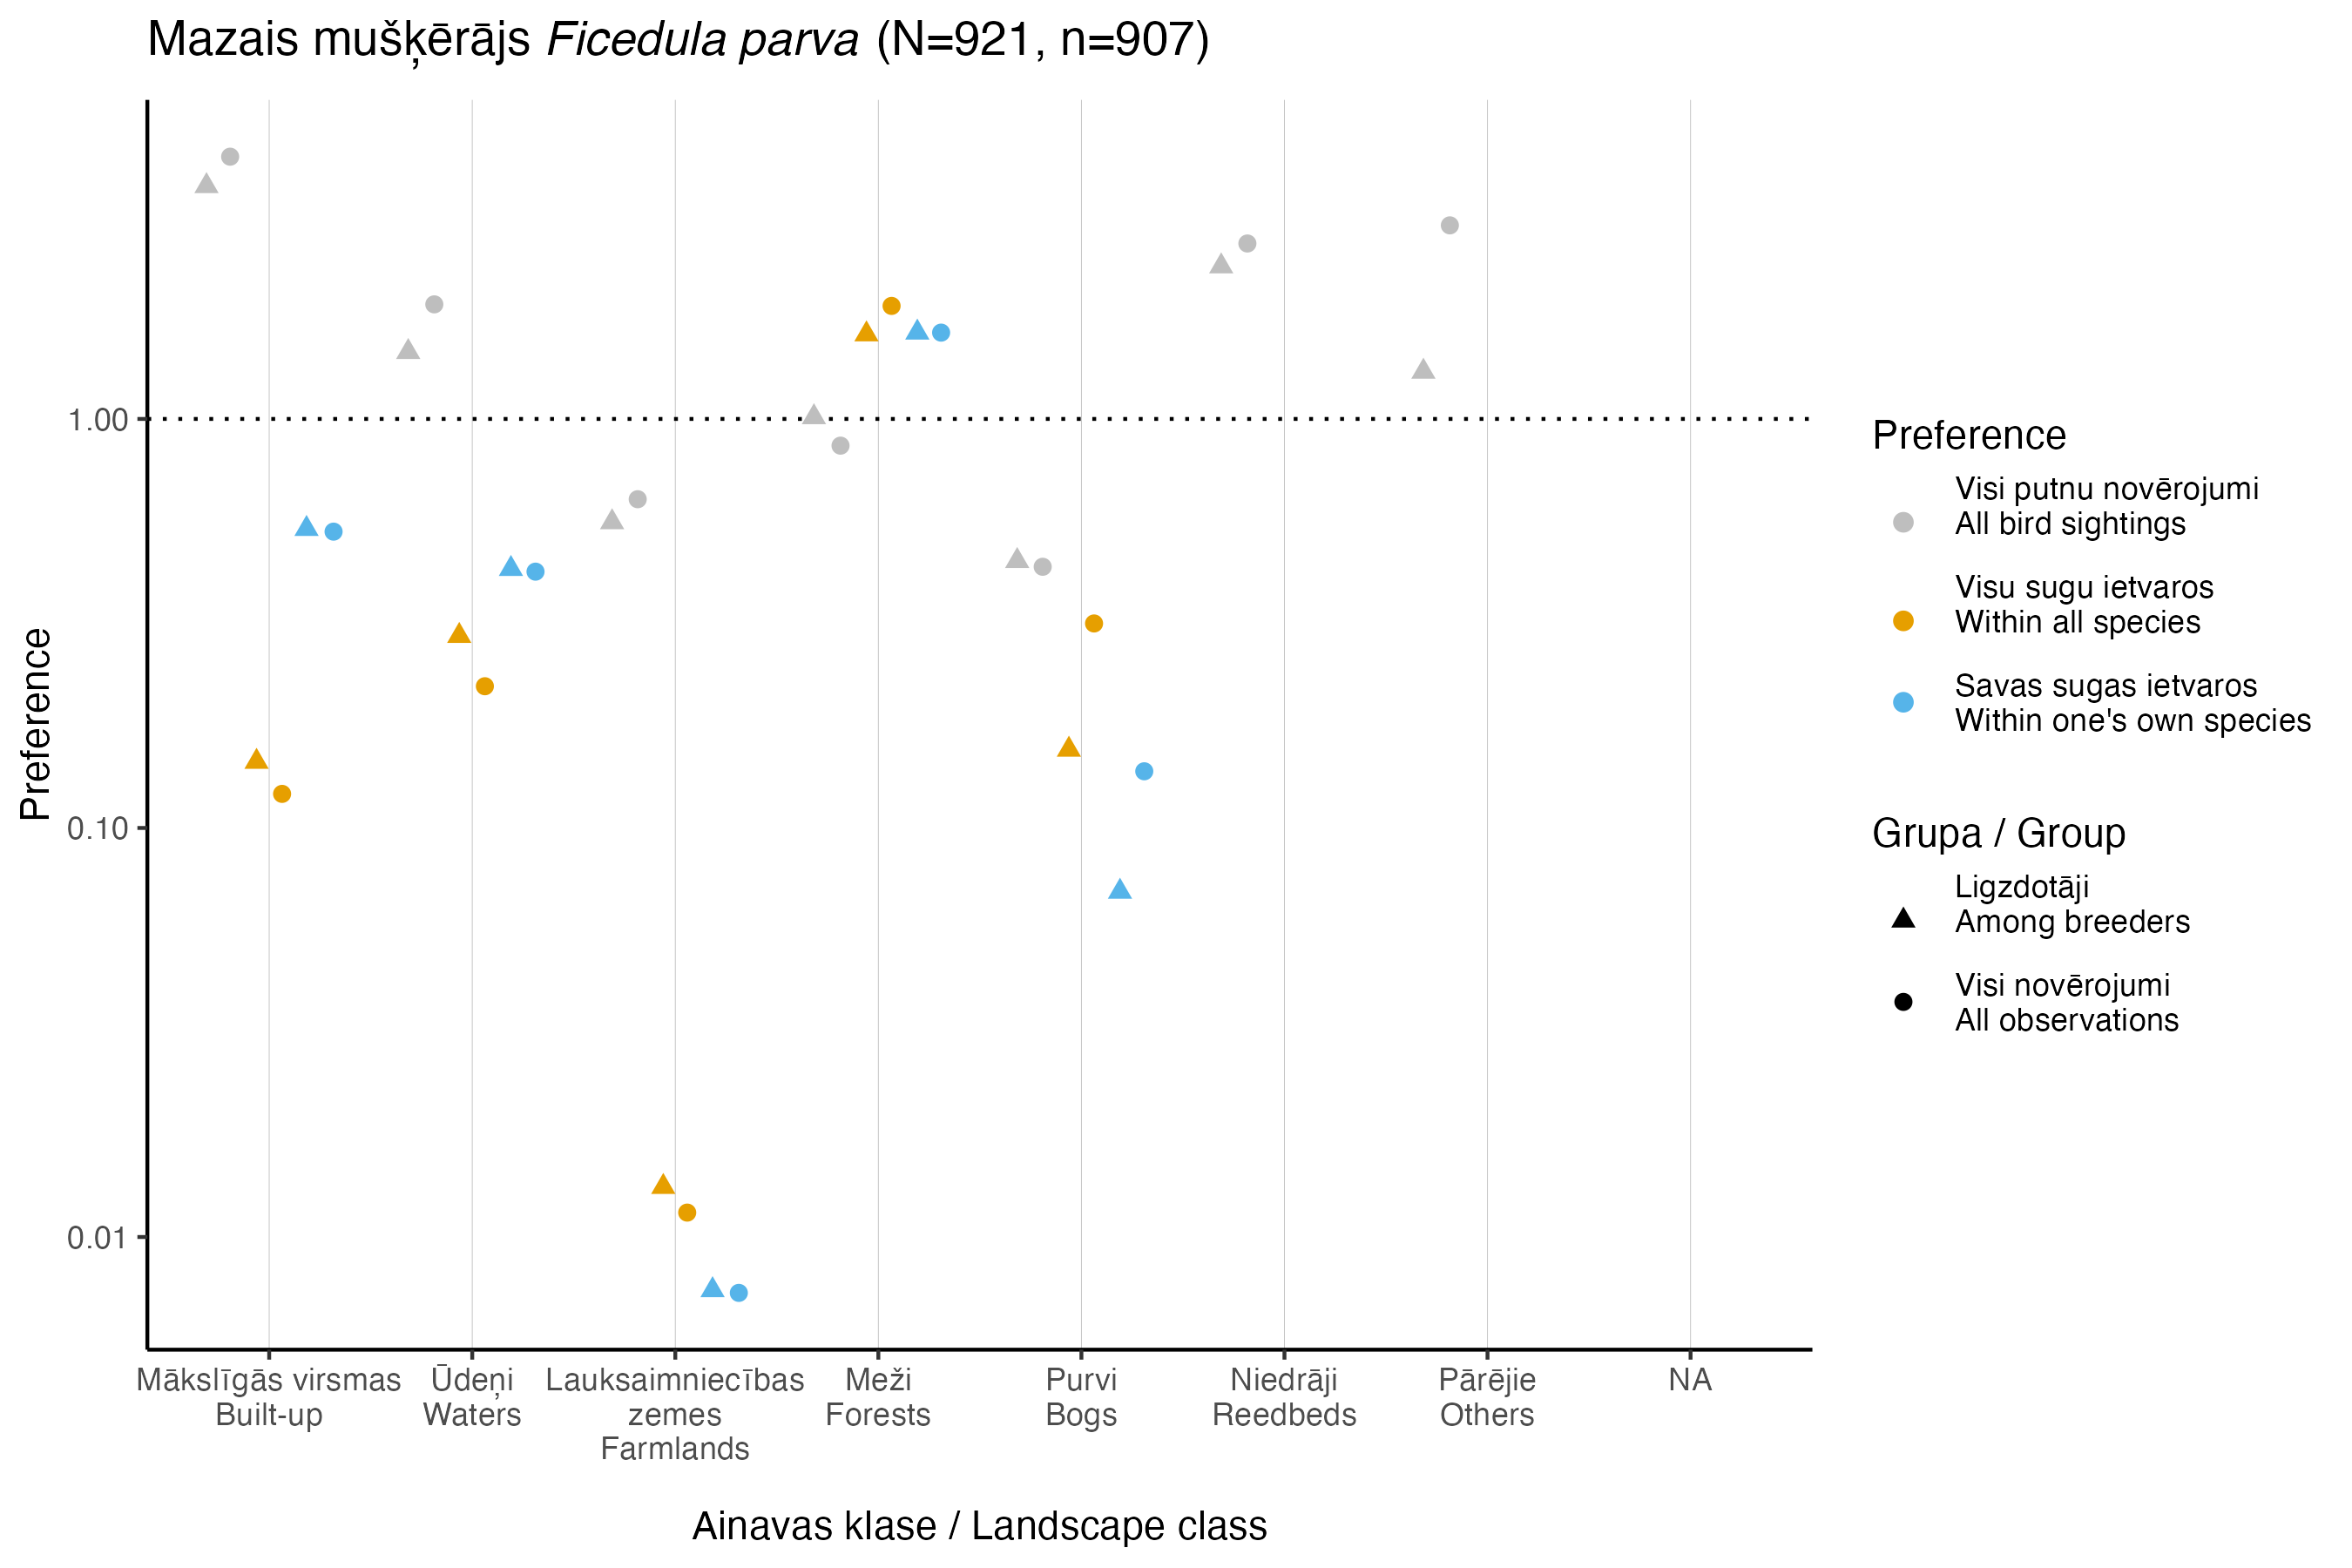 Mazais mušķērājs Ficedula parva (N=921, n=907)
Preference
1.00
0.10
0.01
Mākslīgās virsmas
Built-up
Ūdeņi
Waters
Lauksaimniecības
zemes
Farmlands
Meži
Forests
Purvi
Bogs
Niedrāji
Reedbeds
Pārējie
Others
NA
Ainavas klase / Landscape class
Preference
Visi putnu novērojumi
All bird sightings
Visu sugu ietvaros
Within all species
Savas sugas ietvaros
Within one's own species
Grupa / Group
Ligzdotāji
Among breeders
Visi novērojumi
All observations